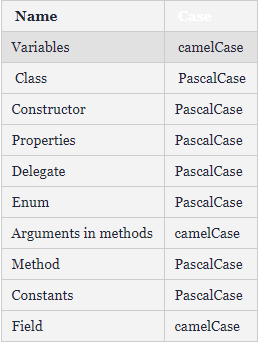 Name Case
Variables camelCase
Class PascalCase
Constructor PascalCase
Properties PascalCase
Delegate PascalCase
Enum PascalCase
Arguments in methods camelCase
Method PascalCase
Constants PascalCase
Field camelCase